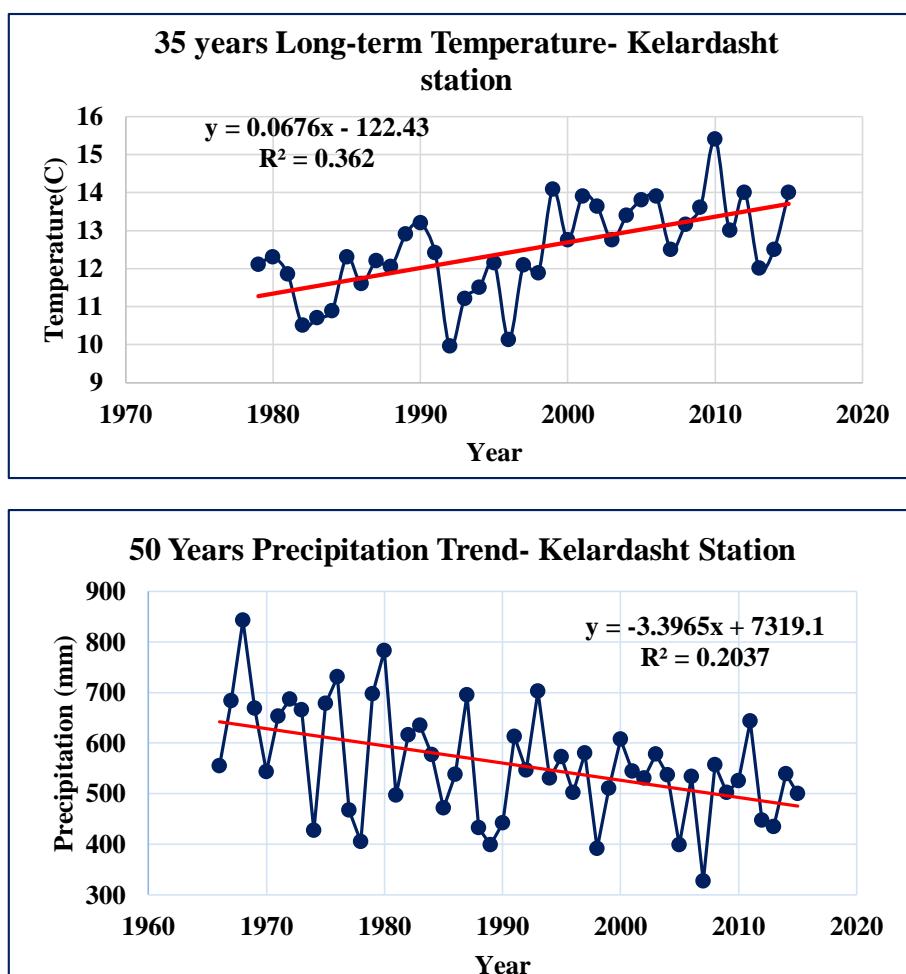 35 years Long-term Temperature- Kelardasht
station
y = 0.0676x - 122.43
R² = 0.362
Temperature(C)
16
15
14
13
12
11
10
9
1970 1980 1990 2000 2010 2020
Year
50 Years Precipitation Trend- Kelardasht Station
y = -3.3965x + 7319.1
R² = 0.2037
Precipitation (mm)
900
800
700
600
500
400
300
1960 1970 1980 1990 2000 2010 2020
Year